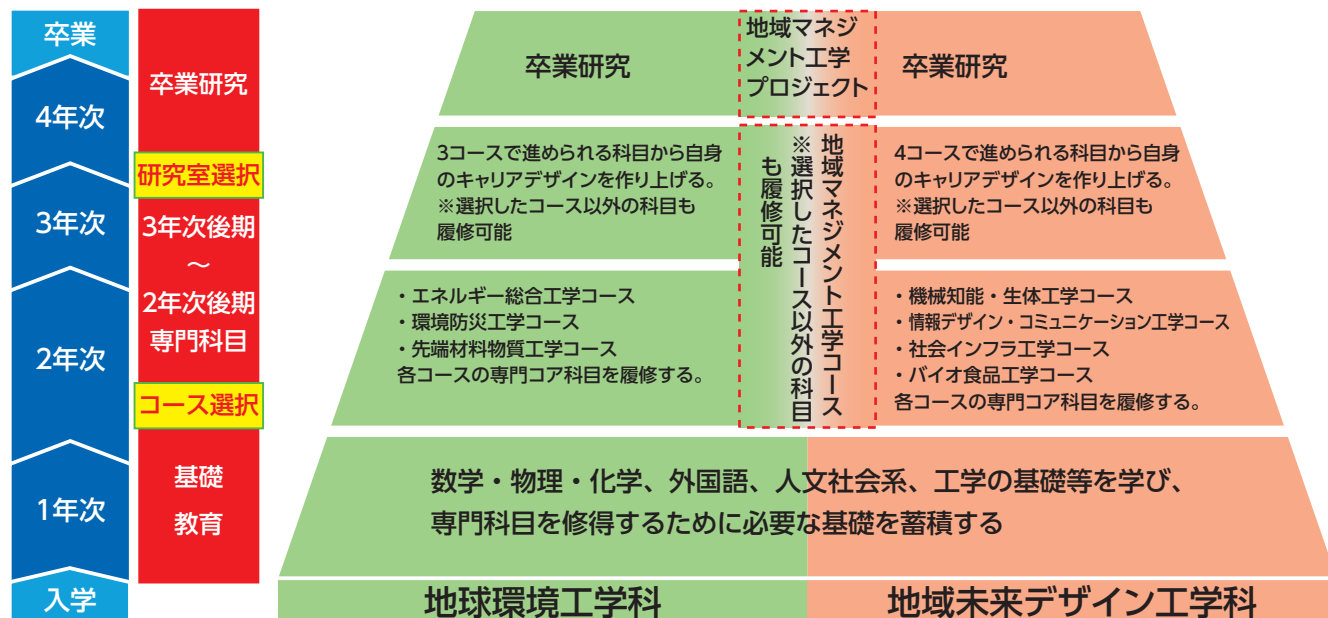 卒業
4年次
3年次
2年次
1年次
入学
卒業研究
研究室選択
3年次後期
～
2年次後期
専門科目
コース選択
基礎
教育
卒業研究
地域マネジ
メント工学
プロジェクト
卒業研究
3コースで進められる科目から自身
のキャリアデザインを作り上げる。
※選択したコース以外の科目も
履修可能
地域マネジメント工学コース
※選択したコース以外の科目
も履修可能
4コースで進められる科目から自身
のキャリアデザインを作り上げる。
※選択したコース以外の科目も
履修可能
・エネルギー総合工学コース
・環境防災工学コース
・先端材料物質工学コース
各コースの専門コア科目を履修する。
・機械知能・生体工学コース
・情報デザイン・コミュニケーション工学コース
・社会インフラ工学コース
・バイオ食品工学コース
各コースの専門コア科目を履修する。
数学・物理・化学、外国語、人文社会系、工学の基礎等を学び、
専門科目を修得するために必要な基礎を蓄積する
地球環境工学科
地域未来デザイン工学科